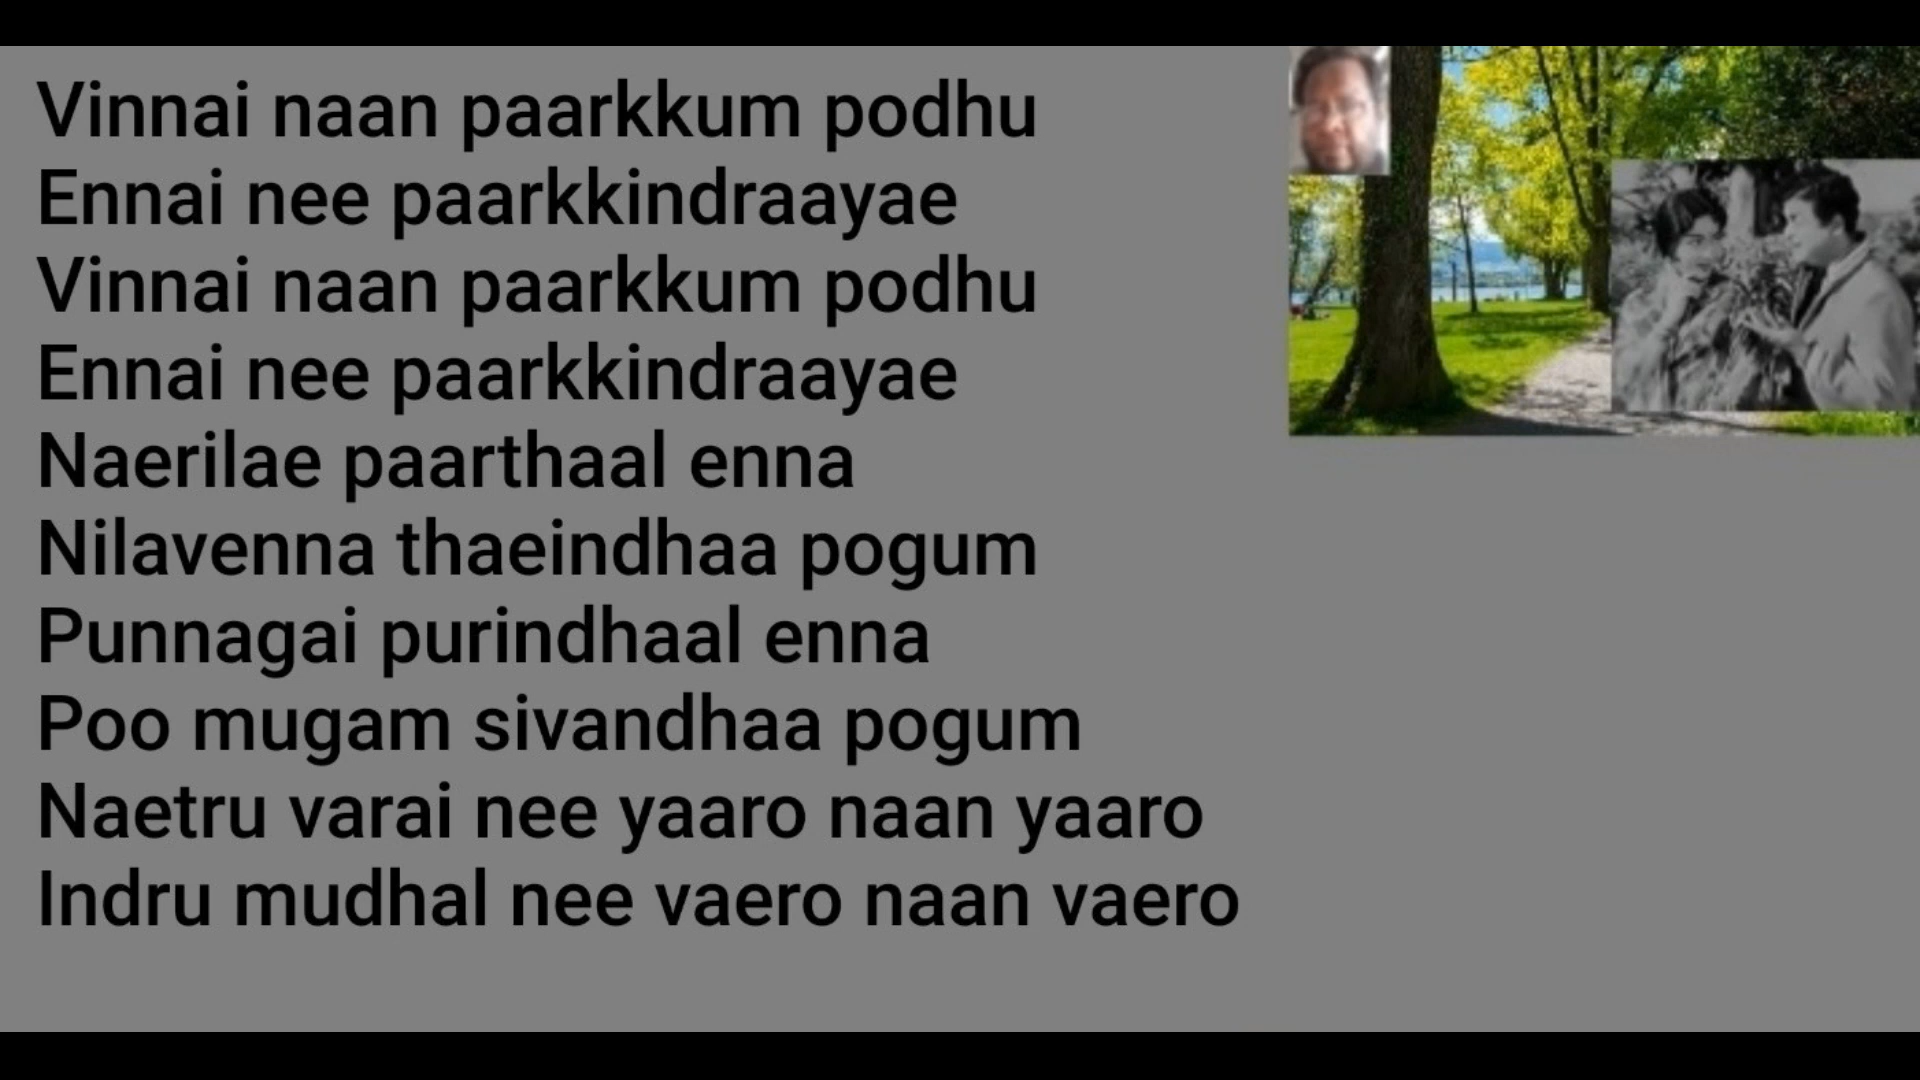 Vinnai naan paarkkum podhu
Ennai nee paarkkindraayae
Vinnai naan paarkkum podhu
Ennai nee paarkkindraayae
Naerilae paarthaal enna
Nilavenna thaeindhaa pogum
Punnagai purindhaal enna
Poo mugam sivandhaa pogum
Naetru varai nee yaaro naan yaaro
Indru mudhal nee vaero naan vaero